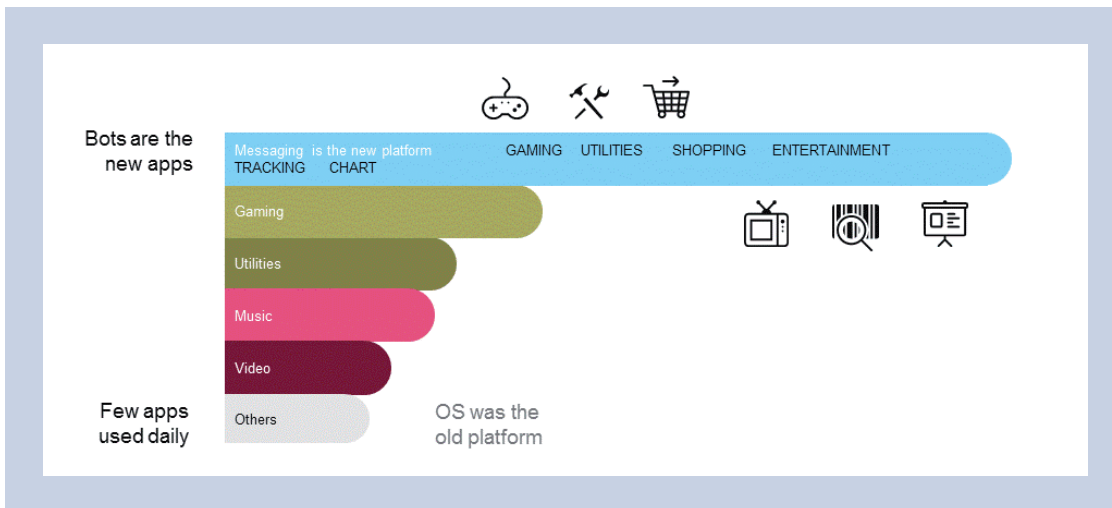 Bots are the
new apps
Messaging is the new platform GAMING UTILITIES SHOPPING ENTERTAINMENT
TRACKING CHART
Gaming
Utilities
Music
Video
Few apps
used daily
Others
OS was the
old platform